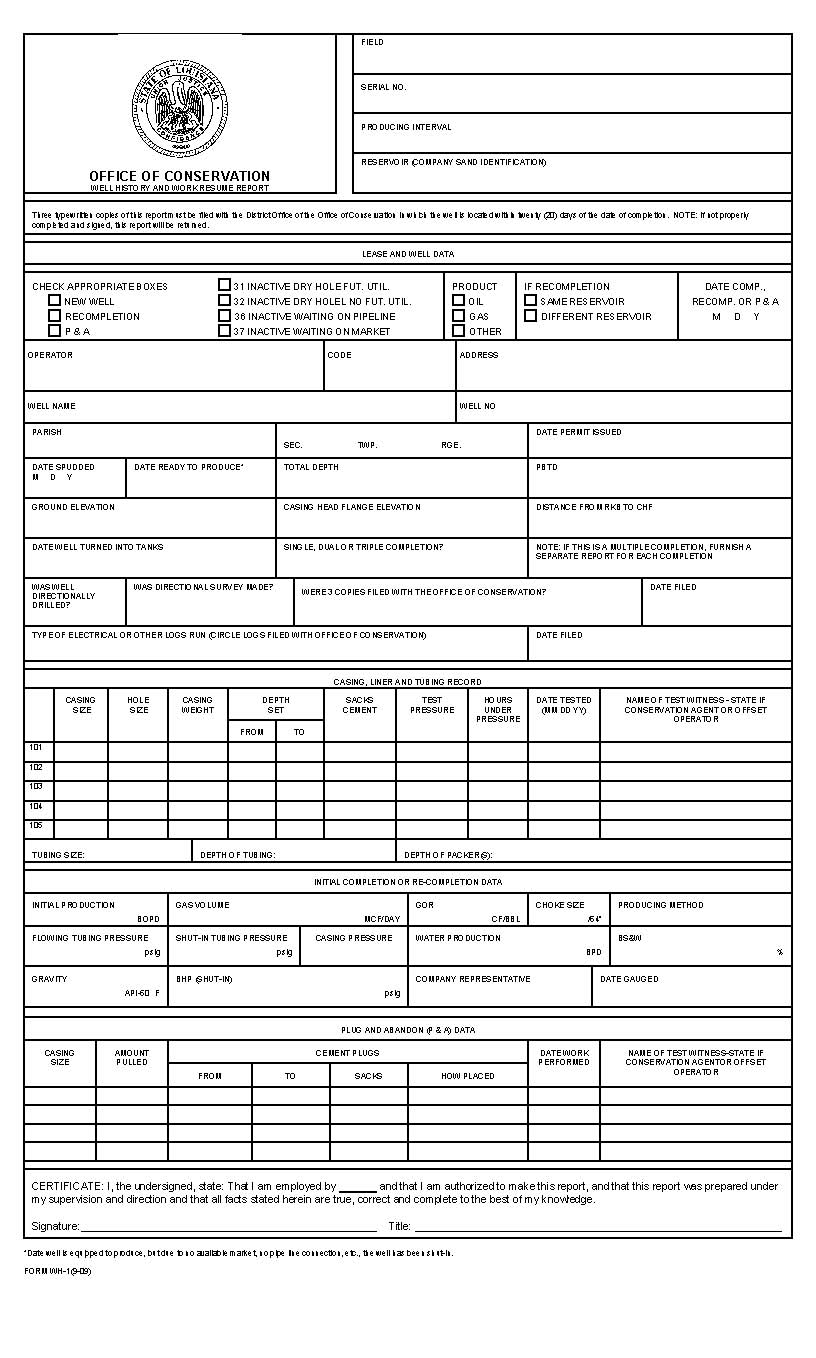 STATE OF LOUISIANA
UNION JUSTICE
CONFIDENCE
OFFICE OF CONSERVATION
WELL HISTORY AND WORK RESUME REPORT
FIELD
SERIAL NO.
PRODUCING INTERVAL
RESERVOIR (COMPANY SAND IDENTIFICATION)
Three typewritten copies of this report must be filed with the District Office of the Office of Conservation in which the well is located within twenty (20) days of the date of completion. NOTE: If not properly
completed and signed, this report will be returned.
LEASE AND WELL DATA
CHECK APPROPRIATE BOXES
NEW WELL
RECOMPLETION
P & A
31 INACTIVE DRY HOLE FUT. UTIL.
32 INACTIVE DRY HOLEL NO FUT. UTIL.
36 INACTIVE WAITING ON PIPELINE
37 INACTIVE WAITING ON MARKET
PRODUCT
OIL
GAS
OTHER
IF RECOMPLETION
SAME RESERVOIR
DIFFERENT RESERVOIR
DATE COMP.,
RECOMP. OR P & A
M D Y
OPERATOR
CODE
ADDRESS
WELL NAME
WELL NO
PARISH
SEC. TWP. RGE.
DATE PERMIT ISSUED
DATE SPUDDED
M D Y
DATE READY TO PRODUCE*
TOTAL DEPTH
PBTD
GROUND ELEVATION
CASING HEAD FLANGE ELEVATION
DISTANCE FROM RKB TO CHF
DATE WELL TURNED INTO TANKS
SINGLE, DUAL OR TRIPLE COMPLETION?
NOTE: IF THIS IS A MULTIPLE COMPLETION, FURNISH A
SEPARATE REPORT FOR EACH COMPLETION
WAS WELL
DIRECTIONALLY
DRILLED?
WAS DIRECTIONAL SURVEY MADE?
WERE 3 COPIES FILED WITH THE OFFICE OF CONSERVATION?
DATE FILED
TYPE OF ELECTRICAL OR OTHER LOGS RUN (CIRCLE LOGS FILED WITH OFFICE OF CONSERVATION)
DATE FILED
CASING, LINER AND TUBING RECORD
CASING
SIZE
HOLE
SIZE
CASING
WEIGHT
DEPTH
SET
FROM
TO
SACKS
CEMENT
TEST
PRESSURE
HOURS
UNDER
PRESSURE
DATE TESTED
(MM DD YY)
NAME OF TEST WITNESS - STATE IF
CONSERVATION AGENT OR OFFSET
OPERATOR
101
102
103
104
105
TUBING SIZE:
DEPTH OF TUBING:
DEPTH OF PACKER(S):
INITIAL COMPLETION OR RE-COMPLETION DATA
INITIAL PRODUCTION
BOPD
GAS VOLUME
MCF/DAY
GOR
CF/BBL
CHOKE SIZE
/64"
PRODUCING METHOD
FLOWING TUBING PRESSURE
psig
SHUT-IN TUBING PRESSURE
psig
CASING PRESSURE
WATER PRODUCTION
BPD
BS&W
%
GRAVITY
API-60 F
BHP (SHUT-IN)
psig
COMPANY REPRESENTATIVE
DATE GAUGED
PLUG AND ABANDON (P & A) DATA
CASING
SIZE
AMOUNT
PULLED
CEMENT PLUGS
FROM
TO
SACKS
HOW PLACED
DATE WORK
PERFORMED
NAME OF TEST WITNESS-STATE IF
CONSERVATION AGENTOR OFFSET
OPERATOR
CERTIFICATE: I, the undersigned, state: That I am employed by ______ and that I am authorized to make this report, and that this report was prepared under
my supervision and direction and that all facts stated herein are true, correct and complete to the best of my knowledge.
Signature: Title:
*Date well is equipped to produce, but due to no available market, no pipe line connection, etc., the well has been shut-in.
FORM WH-1(9-09)